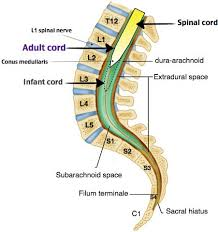 T12
Spinal cord
L1 spinal nerve
L1
Adult cord
Conus medullaris
L2
dura-arachnoid
Extradural space
Infant cord
L3
L4
L5
S1
S2
Subarachnoid space
S3
Filum terminale
S4
C1
Sacral hiatus